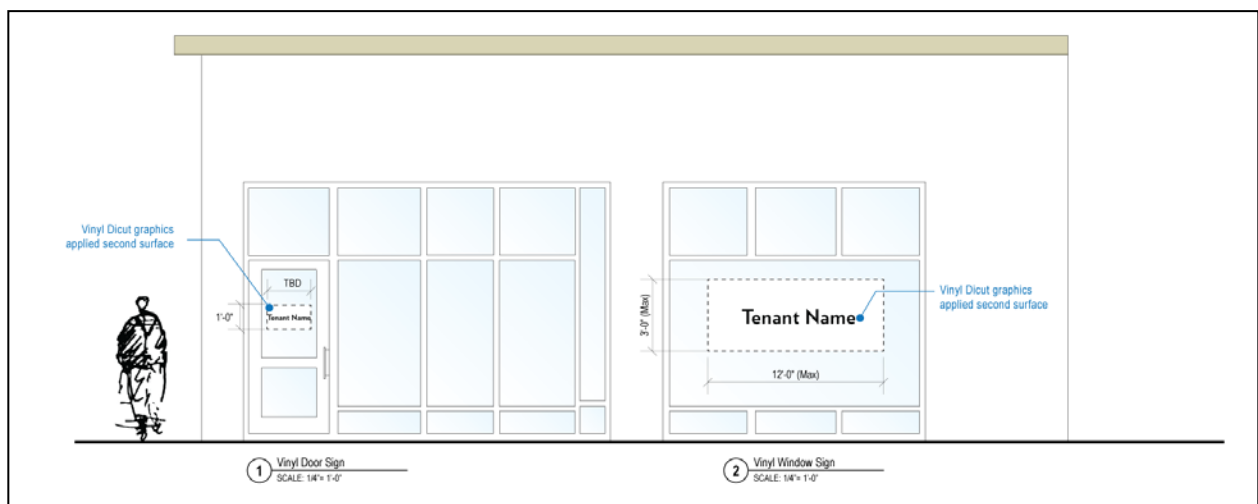 Vinyl Dicut graphics
applied second surface
TBD
1'-0"
Tenant Name
3'-0" (Max)
Tenant Name
12'-0" (Max)
Vinyl Dicut graphics
applied second surface
1 Vinyl Door Sign
SCALE: 1/4"= 1'-0"
2 Vinyl Window Sign
SCALE: 1/4"= 1'-0"